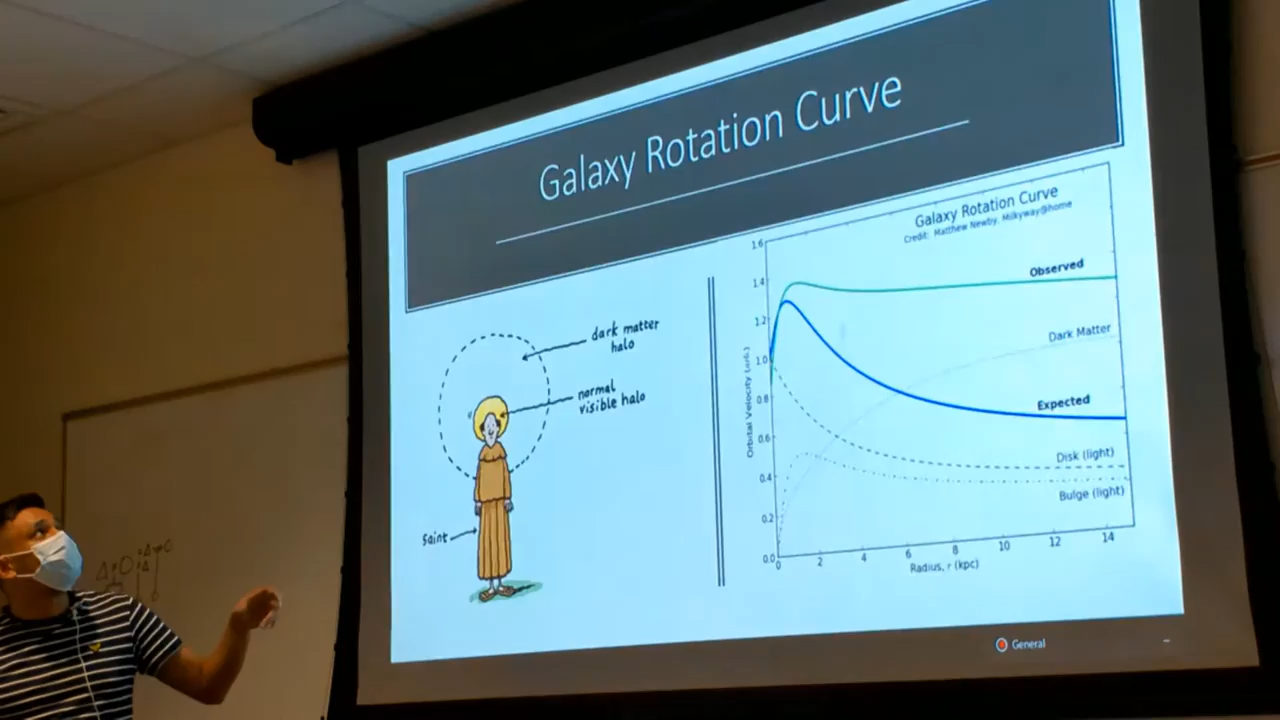 Galaxy Rotation Curve
dark matter
halo
normal
visible halo
Saint
Galaxy Rotation Curve
Credit: Matthew Newby, Milkyway@home
Observed
Dark Matter
Expected
Disk (light)
Bulge (light)
Orbital Velocity
1.6
1.4
1.2
1.0
0.8
0.6
0.4
0.2
0.0
0 2 4 6 8 10 12 14
Radius, r (kpc)
General